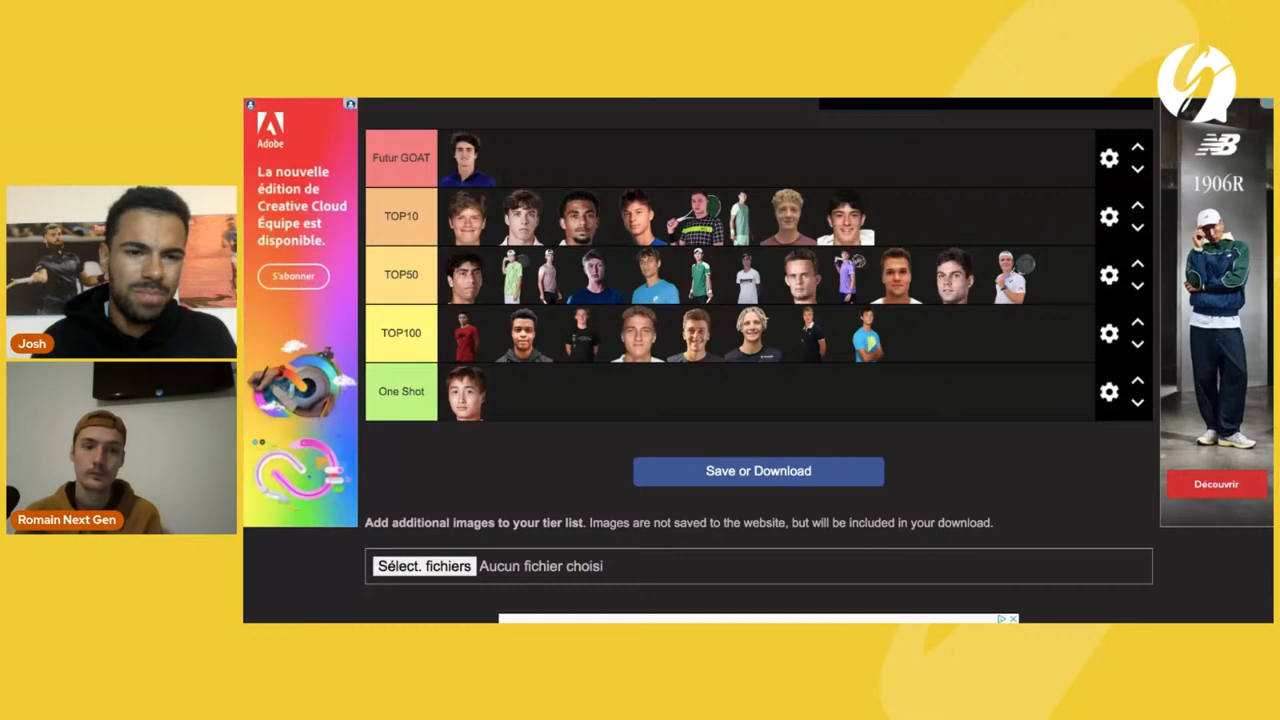 Adobe
La nouvelle
édition de
Creative Cloud
Équipe est
disponible.
S'abonner
Josh
Romain Next Gen
Futur GOAT
TOP10
TOP50
TOP100
One Shot
Save or Download
Add additional images to your tier list. Images are not saved to the website, but will be included in your download.
Sélect. fichiers Aucun fichier choisi
NB
1906R
Découvrir